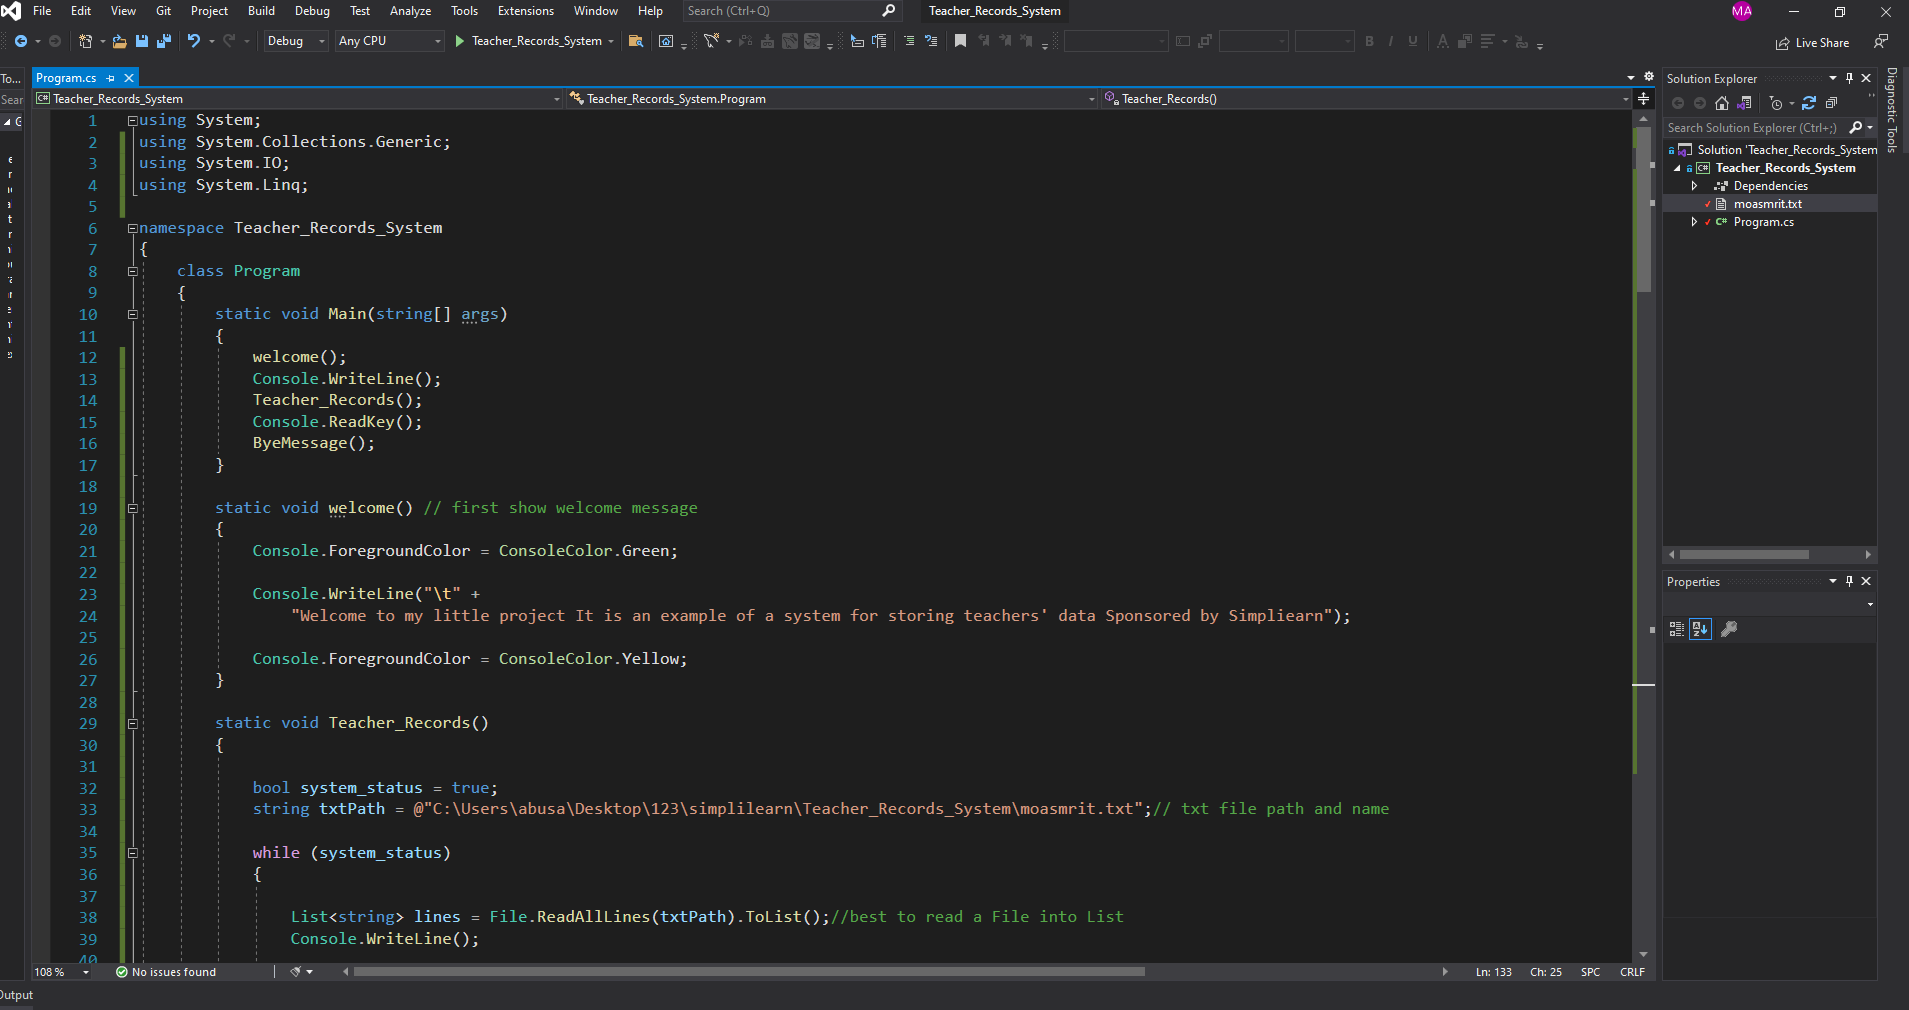 File Edit View Git Project Build Debug Test Analyze Tools Extensions Window Help Search (Ctrl+Q) Teacher_Records_System MA
Debug Any CPU Teacher_Records_System Live Share
Program.cs
Teacher_Records_System Teacher_Records_System.Program Teacher_Records()
1 using System;
2 using System.Collections.Generic;
3 using System.IO;
4 using System.Linq;
5
6 namespace Teacher_Records_System
7 {
8 class Program
9 {
10 static void Main(string[] args)
11 {
12 welcome();
13 Console.WriteLine();
14 Teacher_Records();
15 Console.ReadKey();
16 ByeMessage();
17 }
18
19 static void welcome() // first show welcome message
20 {
21 Console.ForegroundColor = ConsoleColor.Green;
22
23 Console.WriteLine("\t" +
24 "Welcome to my little project It is an example of a system for storing teachers' data Sponsored by Simpliearn");
25
26 Console.ForegroundColor = ConsoleColor.Yellow;
27 }
28
29 static void Teacher_Records()
30 {
31
32 bool system_status = true;
33 string txtPath = @"C:\Users\abusa\Desktop\123\simplilearn\Teacher_Records_System\moasmrit.txt";// txt file path and name
34
35 while (system_status)
36 {
37
38 List<string> lines = File.ReadAllLines(txtPath).ToList();//best to read a File into List
39 Console.WriteLine();
40
108 % No issues found Ln: 133 Ch: 25 SPC CRLF
Solution Explorer
Search Solution Explorer (Ctrl+;)
Solution 'Teacher_Records_System
Teacher_Records_System
Dependencies
moasmrit.txt
Program.cs
Properties
Diagnostic Tools